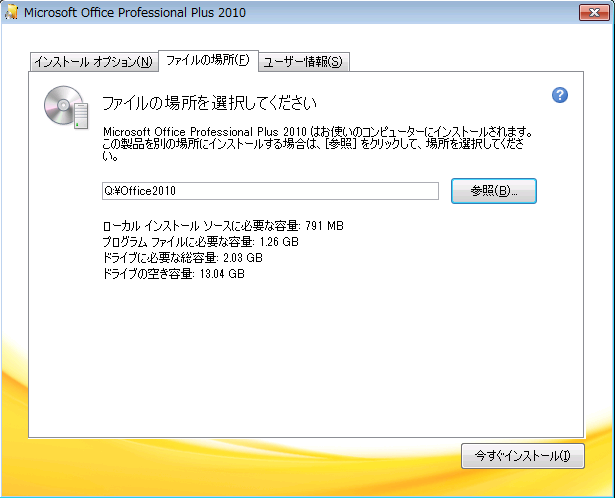 Microsoft Office Professional Plus 2010
インストール オプション(N)
ファイルの場所(F)
ユーザー情報(S)
ファイルの場所を選択してください
Microsoft Office Professional Plus 2010 はお使いのコンピューターにインストールされます。
この製品を別の場所にインストールする場合は、[参照] をクリックして、場所を選択してくださ
い。
Q:¥Office2010
参照(B)...
ローカル インストール ソースに必要な容量: 791 MB
プログラム ファイルに必要な容量: 1.26 GB
ドライブに必要な総容量: 2.03 GB
ドライブの空き容量: 13.04 GB
今すぐインストール(I)